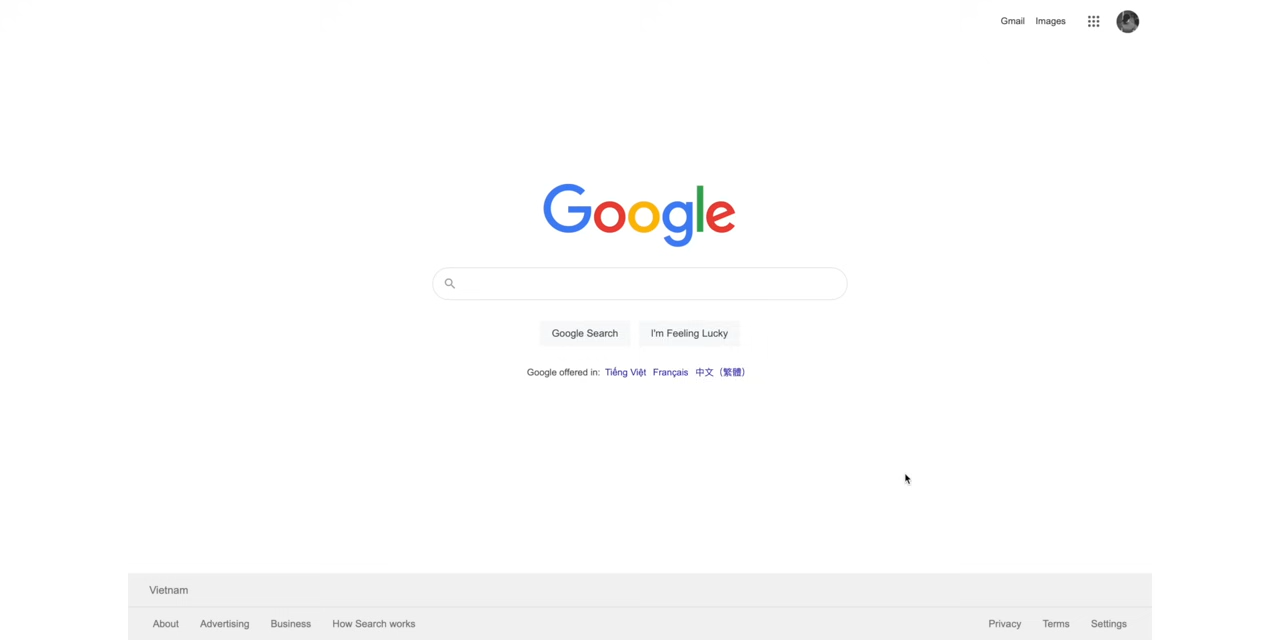 Gmail Images
Google
Google Search I'm Feeling Lucky
Google offered in: Tiếng Việt Français 中文（繁體）
Vietnam
About Advertising Business How Search works Privacy Terms Settings